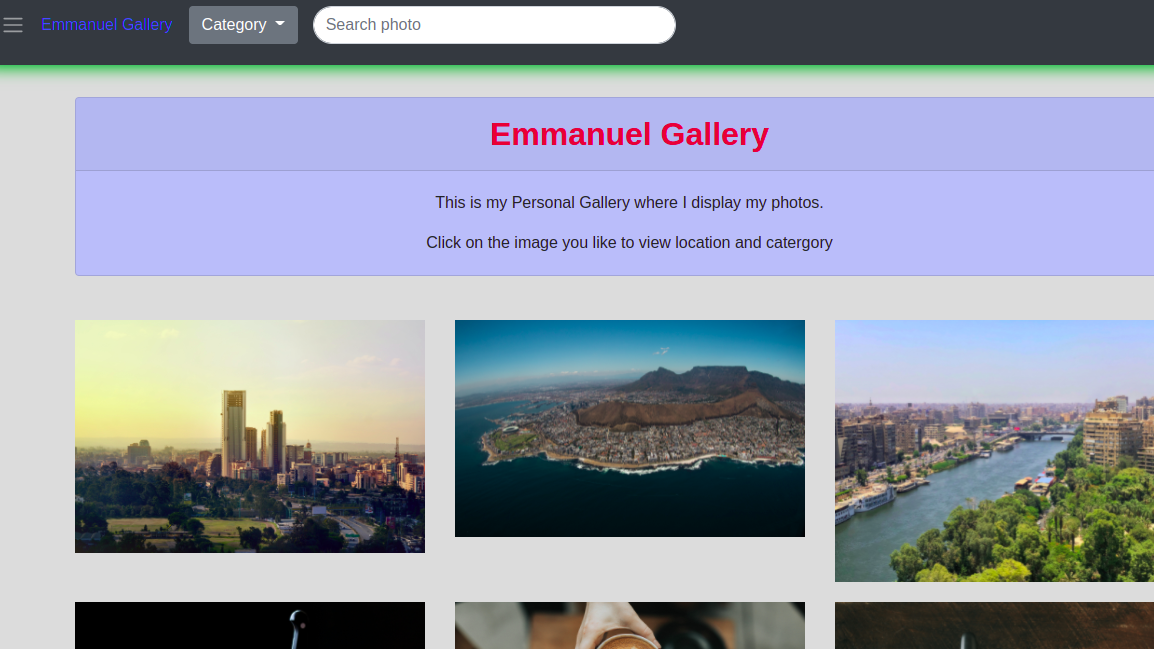 Emmanuel Gallery
Category
Search photo
Emmanuel Gallery
This is my Personal Gallery where I display my photos.
Click on the image you like to view location and catergory